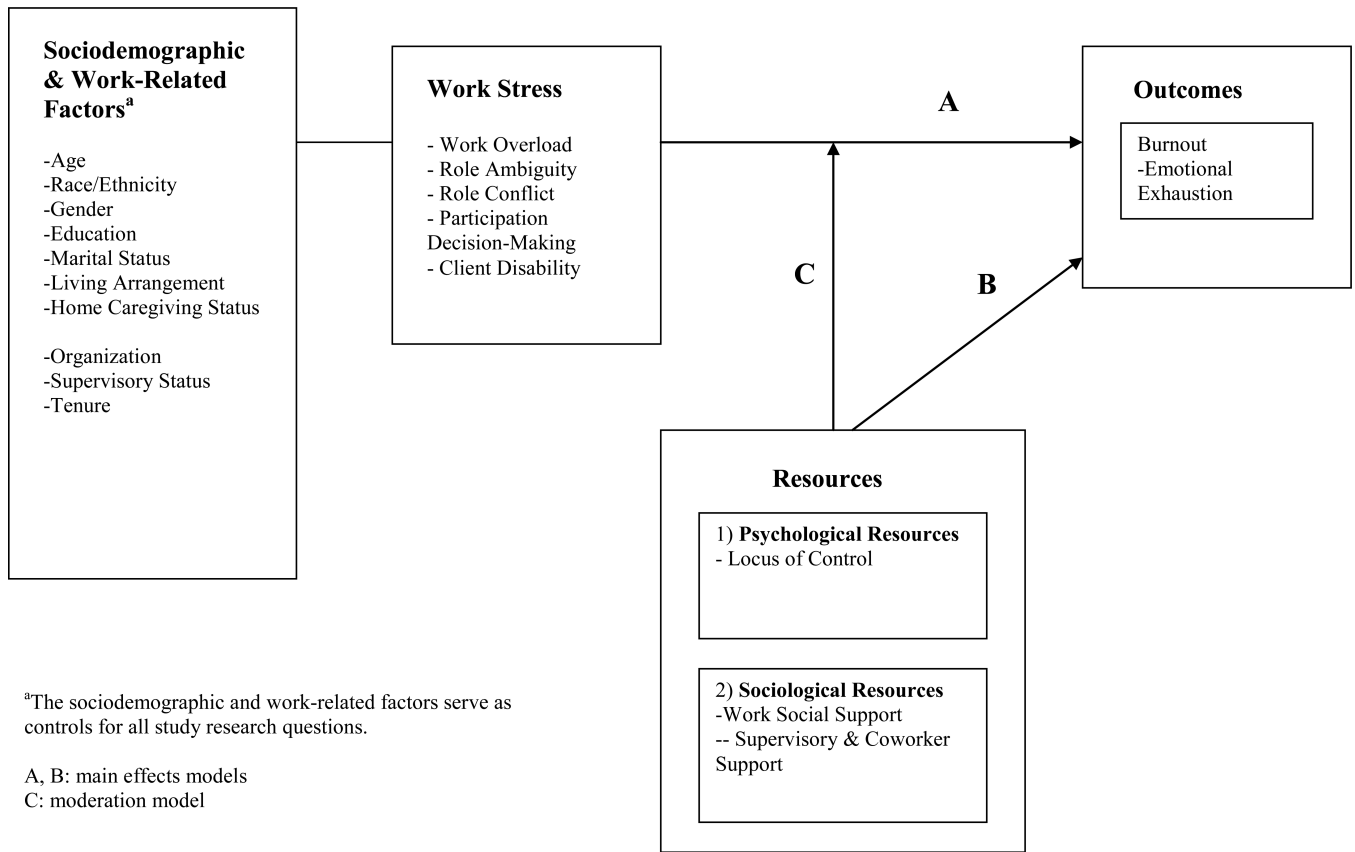 Sociodemographic
& Work-Related
Factorsa
-Age
-Race/Ethnicity
-Gender
-Education
-Marital Status
-Living Arrangement
-Home Caregiving Status
-Organization
-Supervisory Status
-Tenure
Work Stress
- Work Overload
- Role Ambiguity
- Role Conflict
- Participation
Decision-Making
- Client Disability
A
C
B
Outcomes
Burnout
-Emotional
Exhaustion
Resources
1) Psychological Resources
- Locus of Control
2) Sociological Resources
-Work Social Support
-- Supervisory & Coworker
Support
aThe sociodemographic and work-related factors serve as
controls for all study research questions.
A, B: main effects models
C: moderation model